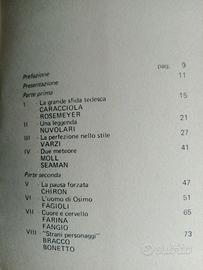 pag. 9
Prefazione
11
Presentazione
Parte prima
I - La grande sfida tedesca 15
CARACCIOLA
ROSEMEYER 21
II - Una leggenda
NUVOLARI
III - La perfezione nello stile 27
VARZI
IV - Due meteore 41
MOLL
SEAMAN
Parte seconda
V - La pausa forzata 47
CHIRON
VI - L'uomo di Osimo 51
FAGIOLI
VII - Cuore e cervello 65
FARINA
FANGIO
VIII - "Strani personaggi" 73
BRACCO
BONETTO
subito